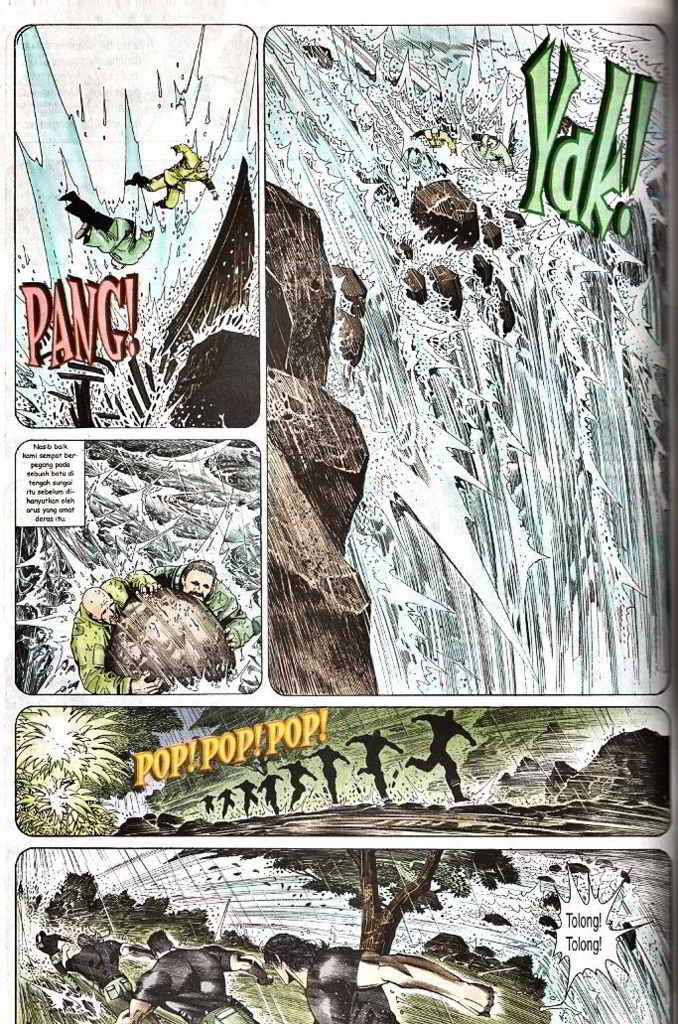 PANG!
Yak!
Nasib baik
kami sempat ber-
pegang pada
sebuah batu di
tengah sungai
itu sebelum di-
hanyutkan oleh
arus yang amat
deras itu.
POP! POP! POP!
Tolong!
Tolong!